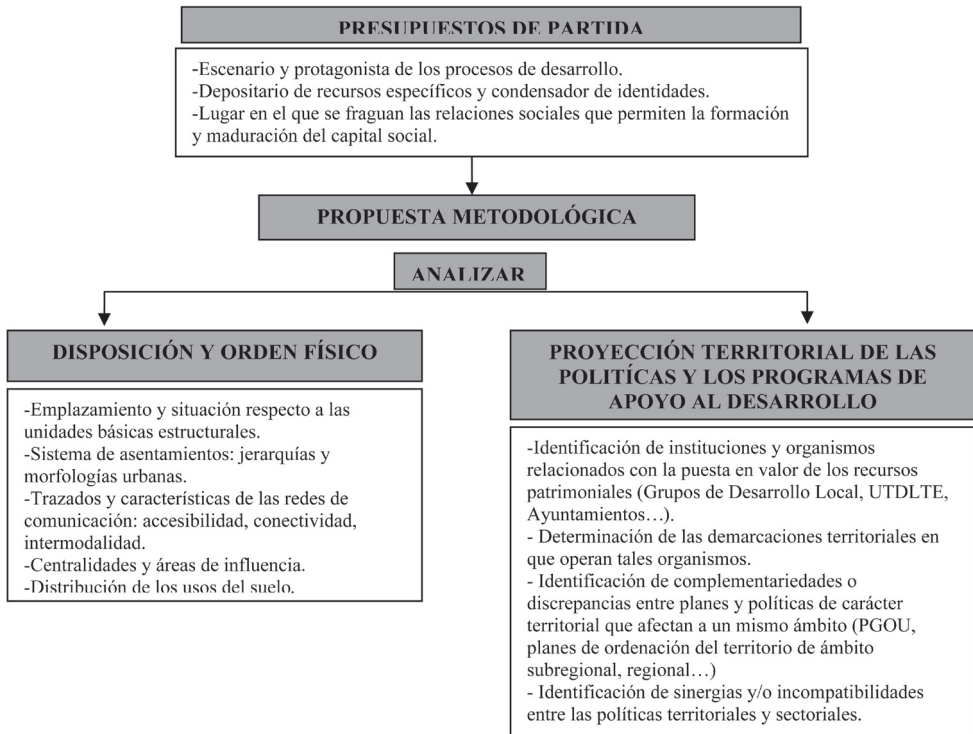 PRESUPUESTOS DE PARTIDA
-Escenario y protagonista de los procesos de desarrollo.
-Depositario de recursos específicos y condensador de identidades.
-Lugar en el que se fraguan las relaciones sociales que permiten la formación
y maduración del capital social.
PROPUESTA METODOLÓGICA
ANALIZAR
DISPOSICIÓN Y ORDEN FÍSICO
-Emplazamiento y situación respecto a las
unidades básicas estructurales.
-Sistema de asentamientos: jerarquías y
morfologías urbanas.
-Trazados y características de las redes de
comunicación: accesibilidad, conectividad,
intermodalidad.
-Centralidades y áreas de influencia.
-Distribución de los usos del suelo.
PROYECCIÓN TERRITORIAL DE LAS
POLITÍCAS Y LOS PROGRAMAS DE
APOYO AL DESARROLLO
-Identificación de instituciones y organismos
relacionados con la puesta en valor de los recursos
patrimoniales (Grupos de Desarrollo Local, UTDLTE,
Ayuntamientos…).
- Determinación de las demarcaciones territoriales en
que operan tales organismos.
- Identificación de complementariedades o
discrepancias entre planes y políticas de carácter
territorial que afectan a un mismo ámbito (PGOU,
planes de ordenación del territorio de ámbito
subregional, regional…)
- Identificación de sinergias y/o incompatibilidades
entre las políticas territoriales y sectoriales.